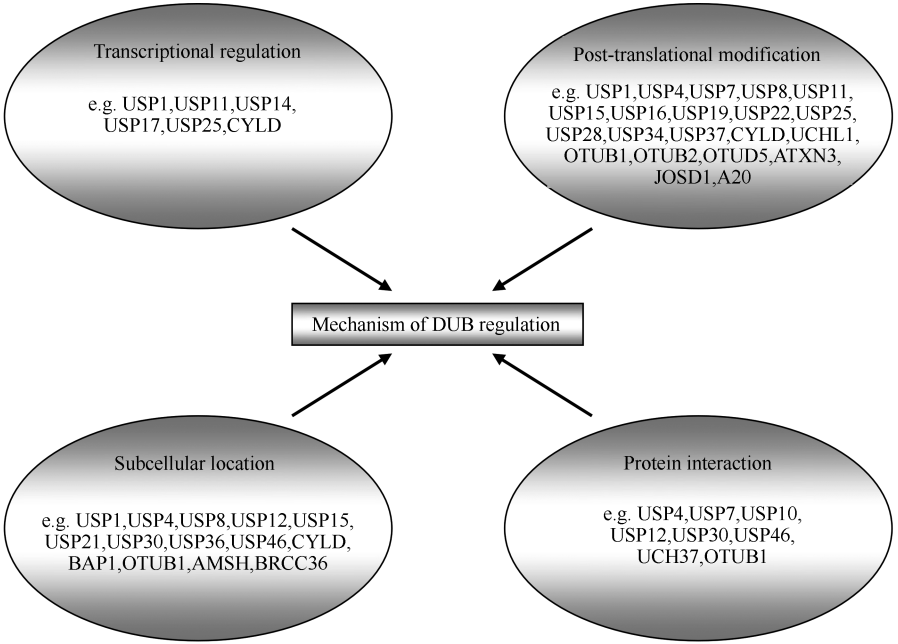 Transcriptional regulation
e.g. USP1,USP11,USP14,
USP17,USP25,CYLD
Post-translational modification
e.g. USP1,USP4,USP7,USP8,USP11,
USP15,USP16,USP19,USP22,USP25,
USP28,USP34,USP37,CYLD,UCHL1,
OTUB1,OTUB2,OTUD5,ATXN3,
JOSD1,A20
Mechanism of DUB regulation
Subcellular location
e.g. USP1,USP4,USP8,USP12,USP15,
USP21,USP30,USP36,USP46,CYLD,
BAP1,OTUB1,AMSH,BRCC36
Protein interaction
e.g. USP4,USP7,USP10,
USP12,USP30,USP46,
UCH37,OTUB1